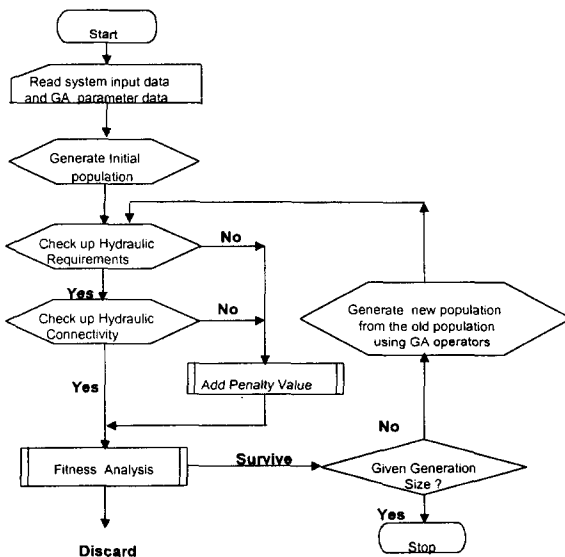 Start
Read system input data
and GA parameter data
Generate Initial
population
Check up Hydraulic
Requirements
No
Yes
Check up Hydraulic
Connectivity
No
Generate new population
from the old population
using GA operators
Yes
Add Penalty Value
No
Fitness Analysis
Survive
Given Generation
Size ?
Yes
Discard
Stop